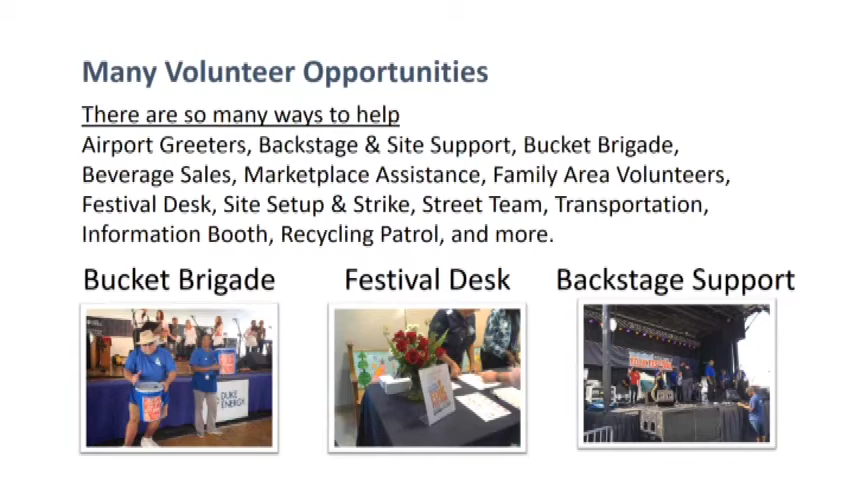 Many Volunteer Opportunities
There are so many ways to help
Airport Greeters, Backstage & Site Support, Bucket Brigade,
Beverage Sales, Marketplace Assistance, Family Area Volunteers,
Festival Desk, Site Setup & Strike, Street Team, Transportation,
Information Booth, Recycling Patrol, and more.
Bucket Brigade
Festival Desk
Backstage Support
DUKE
ENERGY